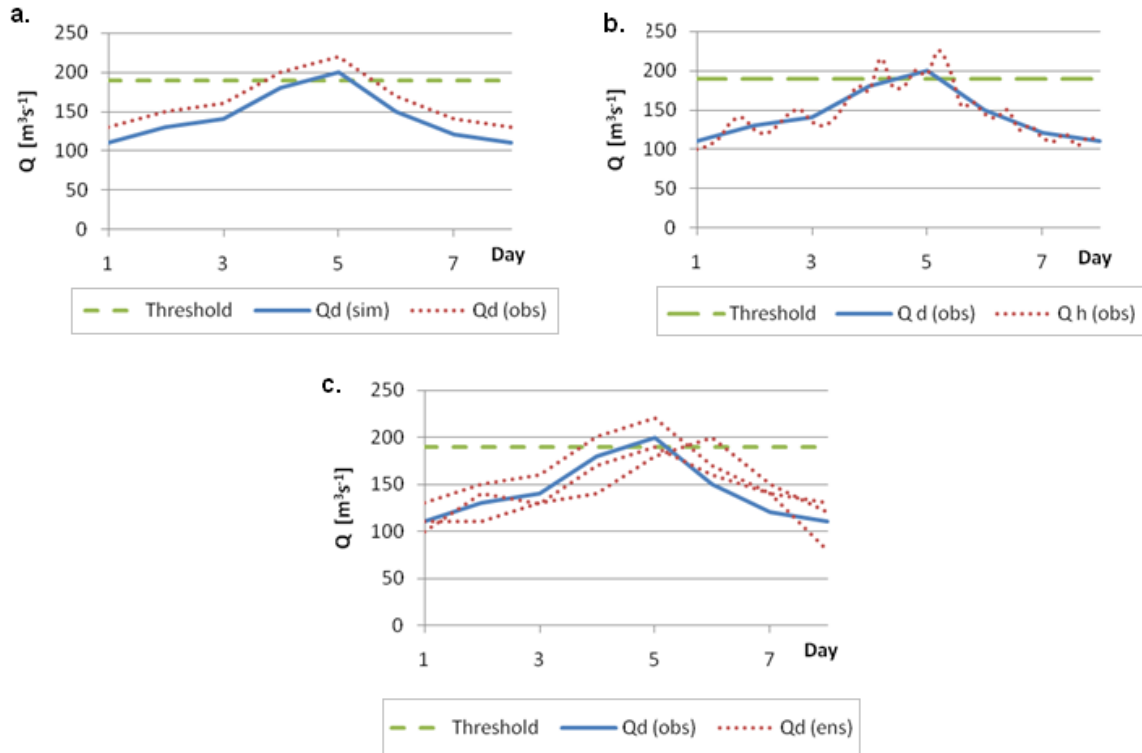 a.
250
200
150
100
50
0
Q [m³s⁻¹]
1 3 5 7
Day
Threshold Qd (sim) Qd (obs)
b.
250
200
150
100
50
0
Q [m³s⁻¹]
1 3 5 7
Day
Threshold Q d (obs) Q h (obs)
c.
250
200
150
100
50
0
Q [m³s⁻¹]
1 3 5 7
Day
Threshold Qd (obs) Qd (ens)